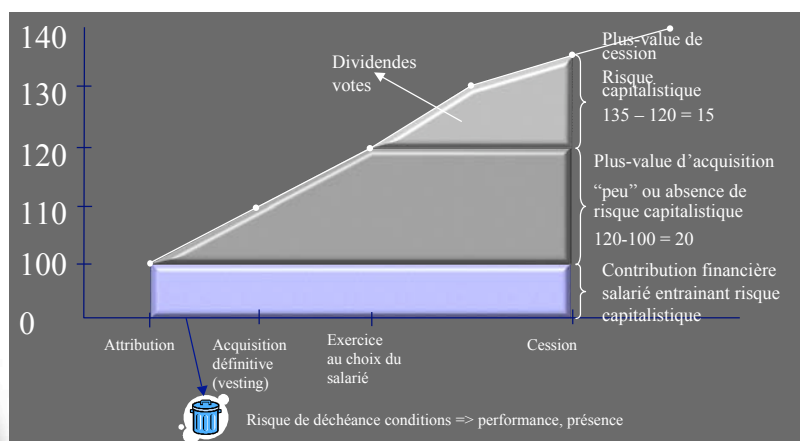 140
130
120
110
100
0
Dividendes
votes
Plus-value de
cession
Risque
capitalistique
135 – 120 = 15
Plus-value d’acquisition
“peu” ou absence de
risque capitalistique
120-100 = 20
Contribution financière
salarié entrainant risque
capitalistique
Attribution
Acquisition
définitive
(vesting)
Exercice
au choix du
salarié
Cession
Risque de déchéance conditions => performance, présence